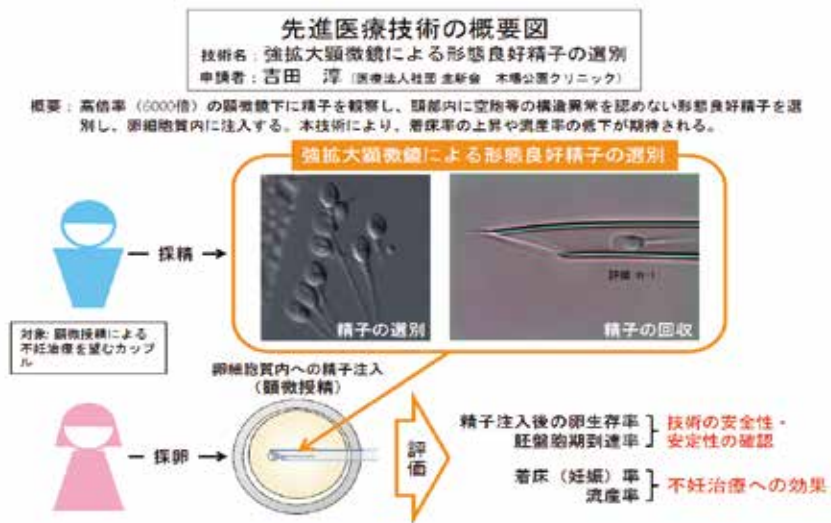 先進医療技術の概要図
技術名：強拡大顕微鏡による形態良好精子の選別
申請者：吉田 淳（医療法人社団 生新会 木場公園クリニック）
概要：高倍率（6000倍）の顕微鏡下に精子を観察し、頭部内に空胞等の構造異常を認めない形態良好精子を選
別し、卵細胞質内に注入する。本技術により、着床率の上昇や流産率の低下が期待される。
強拡大顕微鏡による形態良好精子の選別
採精
精子の選別
精子の回収
対象: 顕微授精による
不妊治療を望むカップ
ル
卵細胞質内への精子注入
（顕微授精）
採卵
評価
精子注入後の卵生存率
胚盤胞期到達率
技術の安全性・
安定性の確認
着床（妊娠）率
流産率
不妊治療への効果